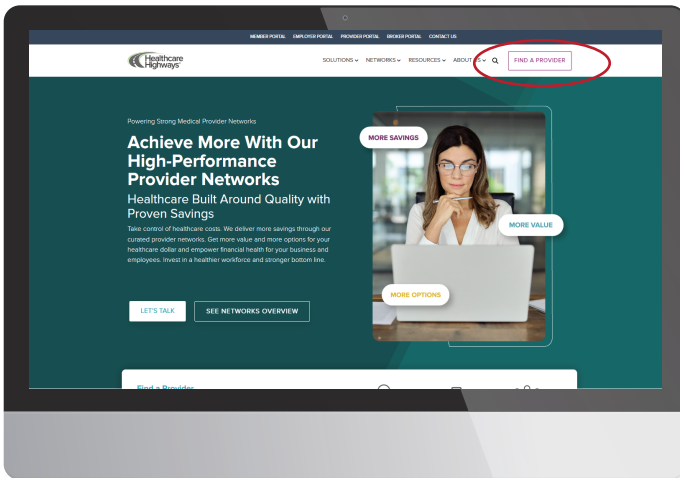 MEMBER PORTAL EMPLOYER PORTAL PROVIDER PORTAL BROKER PORTAL CONTACT US
Healthcare
Highways
SOLUTIONS NETWORKS RESOURCES ABOUT US FIND A PROVIDER
Powering Strong Medical Provider Networks
Achieve More With Our
High-Performance
Provider Networks
Healthcare Built Around Quality with
Proven Savings
Take control of healthcare costs. We deliver more savings through our
curated provider networks. Get more value and more options for your
healthcare dollar and empower financial health for your business and
employees. Invest in a healthier workforce and stronger bottom line.
LET'S TALK SEE NETWORKS OVERVIEW
MORE SAVINGS
MORE VALUE
MORE OPTIONS
Find a Provider